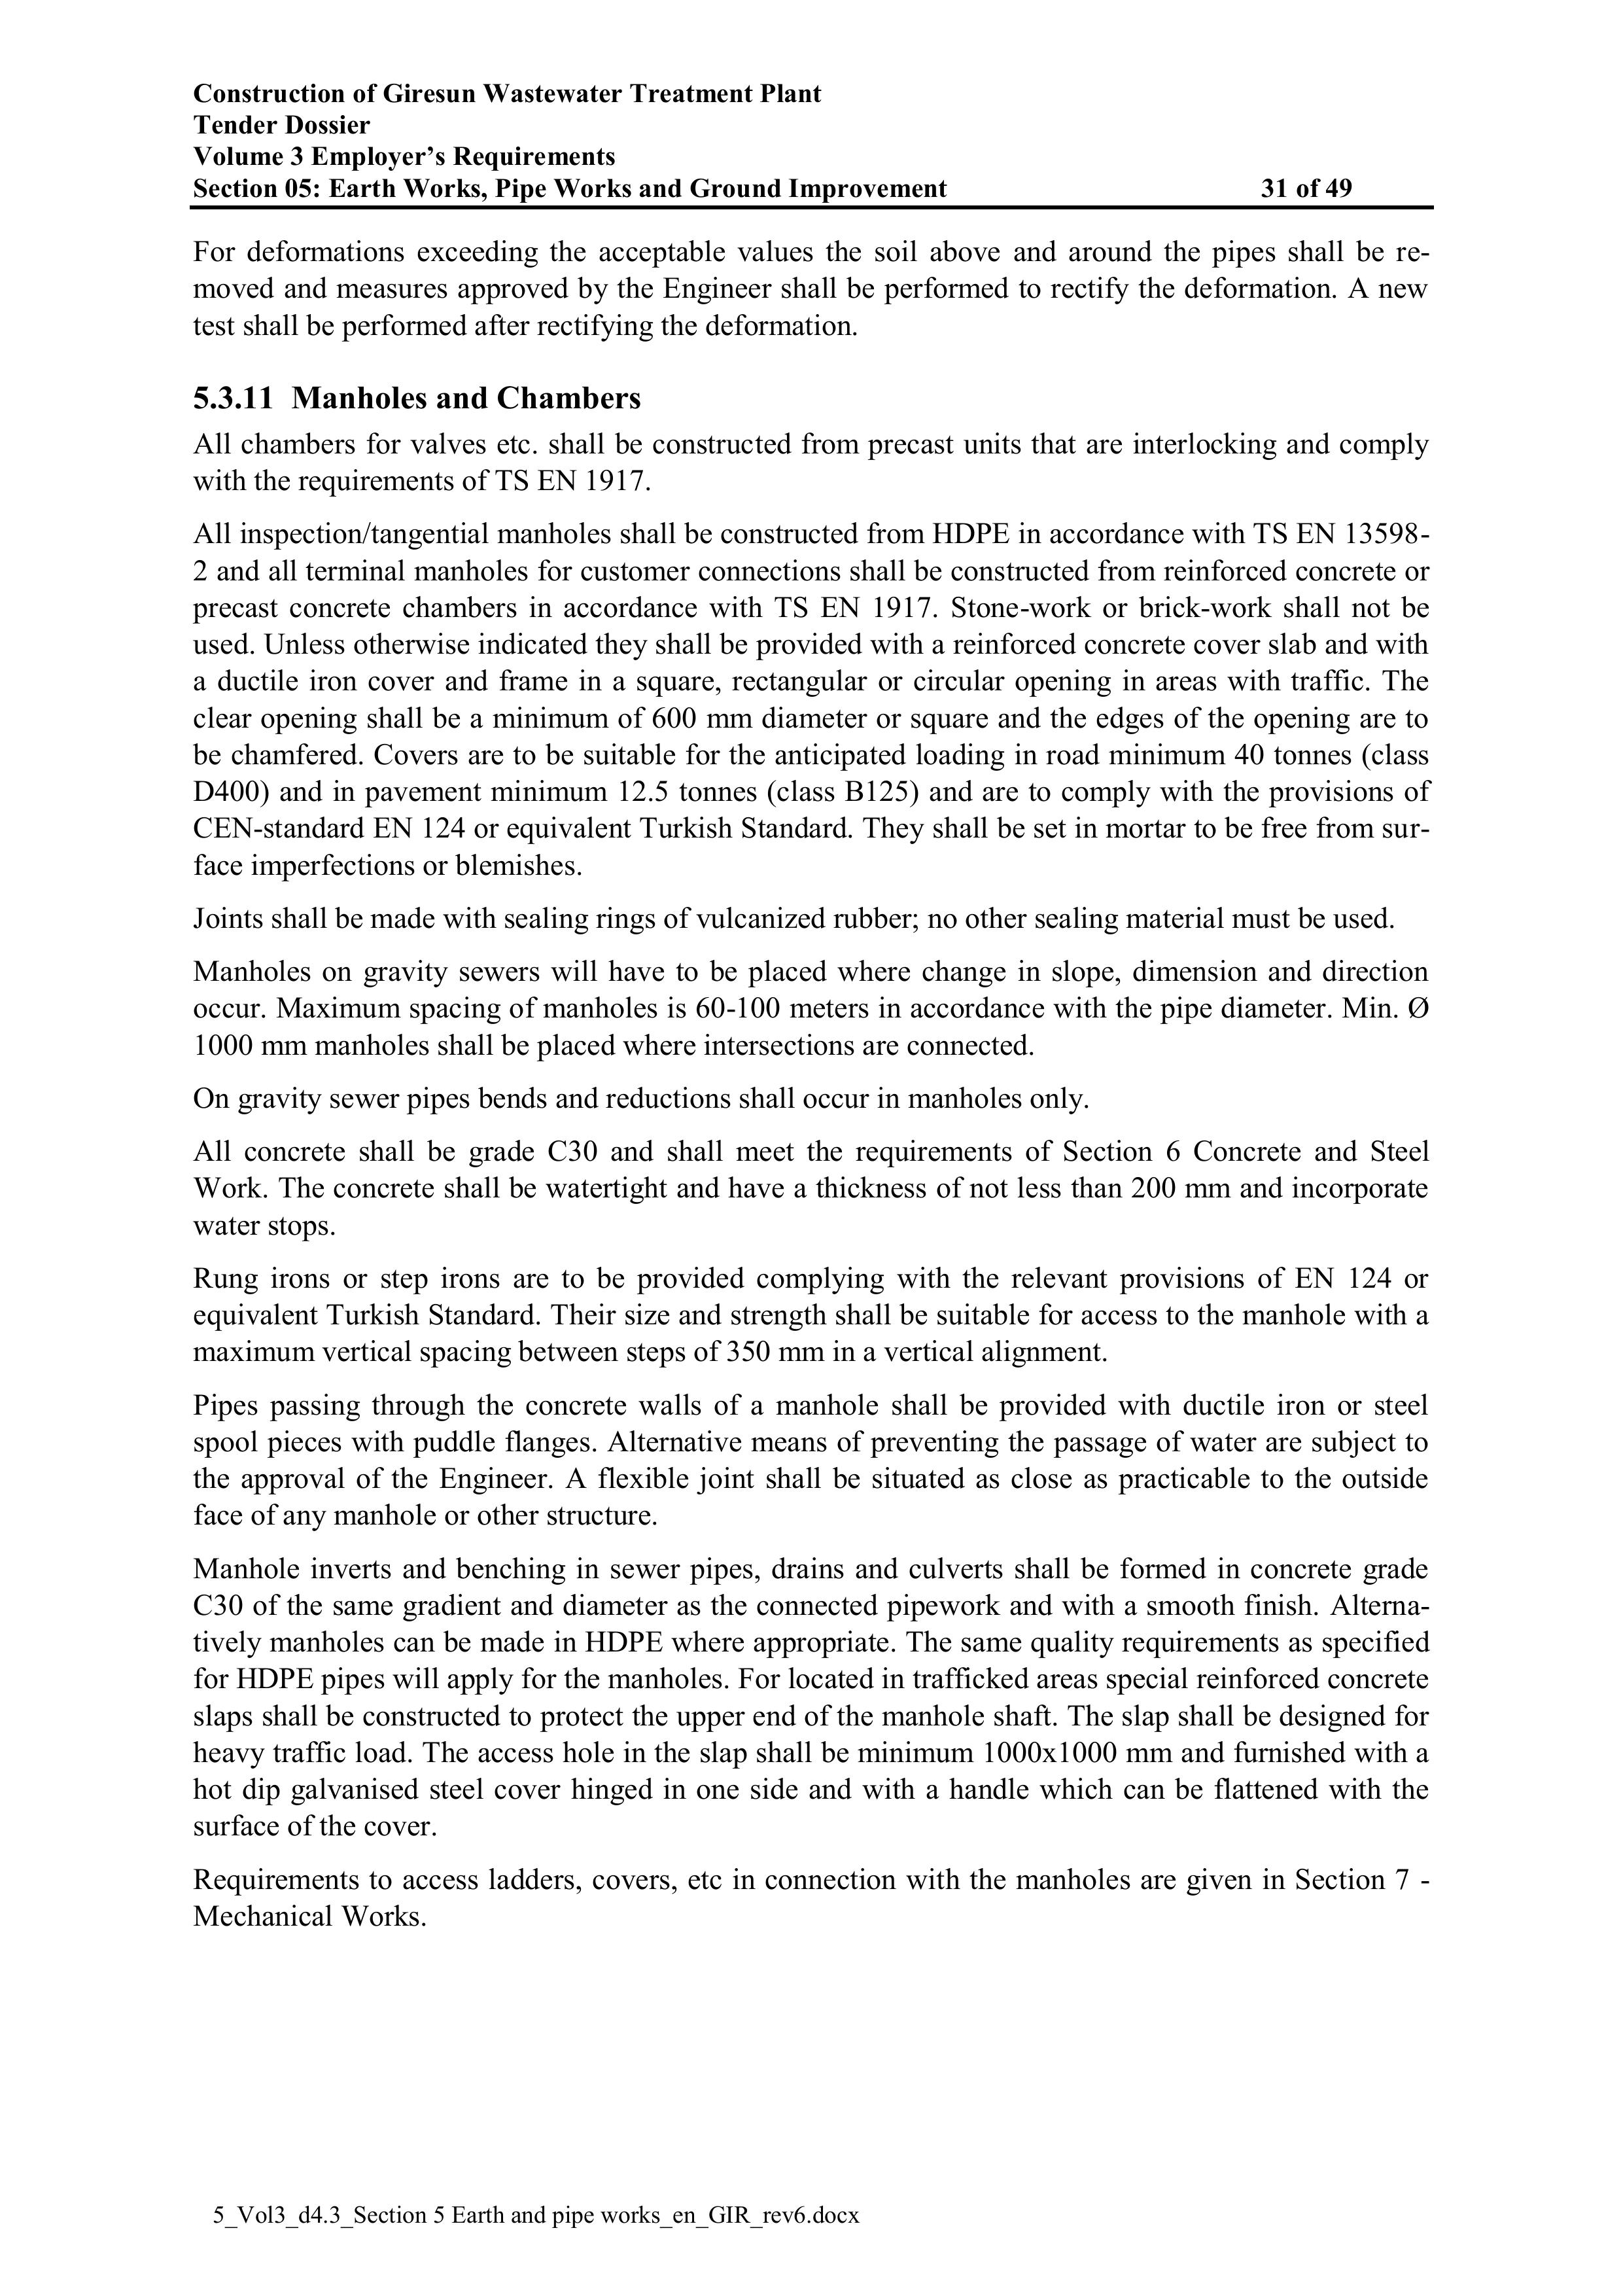 Construction of Giresun Wastewater Treatment Plant
Tender Dossier
Volume 3 Employer’s Requirements
Section 05: Earth Works, Pipe Works and Ground Improvement 31 of 49
For deformations exceeding the acceptable values the soil above and around the pipes shall be re-
moved and measures approved by the Engineer shall be performed to rectify the deformation. A new
test shall be performed after rectifying the deformation.
5.3.11 Manholes and Chambers
All chambers for valves etc. shall be constructed from precast units that are interlocking and comply
with the requirements of TS EN 1917.
All inspection/tangential manholes shall be constructed from HDPE in accordance with TS EN 13598-
2 and all terminal manholes for customer connections shall be constructed from reinforced concrete or
precast concrete chambers in accordance with TS EN 1917. Stone-work or brick-work shall not be
used. Unless otherwise indicated they shall be provided with a reinforced concrete cover slab and with
a ductile iron cover and frame in a square, rectangular or circular opening in areas with traffic. The
clear opening shall be a minimum of 600 mm diameter or square and the edges of the opening are to
be chamfered. Covers are to be suitable for the anticipated loading in road minimum 40 tonnes (class
D400) and in pavement minimum 12.5 tonnes (class B125) and are to comply with the provisions of
CEN-standard EN 124 or equivalent Turkish Standard. They shall be set in mortar to be free from sur-
face imperfections or blemishes.
Joints shall be made with sealing rings of vulcanized rubber; no other sealing material must be used.
Manholes on gravity sewers will have to be placed where change in slope, dimension and direction
occur. Maximum spacing of manholes is 60-100 meters in accordance with the pipe diameter. Min. Ø
1000 mm manholes shall be placed where intersections are connected.
On gravity sewer pipes bends and reductions shall occur in manholes only.
All concrete shall be grade C30 and shall meet the requirements of Section 6 Concrete and Steel
Work. The concrete shall be watertight and have a thickness of not less than 200 mm and incorporate
water stops.
Rung irons or step irons are to be provided complying with the relevant provisions of EN 124 or
equivalent Turkish Standard. Their size and strength shall be suitable for access to the manhole with a
maximum vertical spacing between steps of 350 mm in a vertical alignment.
Pipes passing through the concrete walls of a manhole shall be provided with ductile iron or steel
spool pieces with puddle flanges. Alternative means of preventing the passage of water are subject to
the approval of the Engineer. A flexible joint shall be situated as close as practicable to the outside
face of any manhole or other structure.
Manhole inverts and benching in sewer pipes, drains and culverts shall be formed in concrete grade
C30 of the same gradient and diameter as the connected pipework and with a smooth finish. Alterna-
tively manholes can be made in HDPE where appropriate. The same quality requirements as specified
for HDPE pipes will apply for the manholes. For located in trafficked areas special reinforced concrete
slaps shall be constructed to protect the upper end of the manhole shaft. The slap shall be designed for
heavy traffic load. The access hole in the slap shall be minimum 1000x1000 mm and furnished with a
hot dip galvanised steel cover hinged in one side and with a handle which can be flattened with the
surface of the cover.
Requirements to access ladders, covers, etc in connection with the manholes are given in Section 7 -
Mechanical Works.
5_Vol3_d4.3_Section 5 Earth and pipe works_en_GIR_rev6.docx